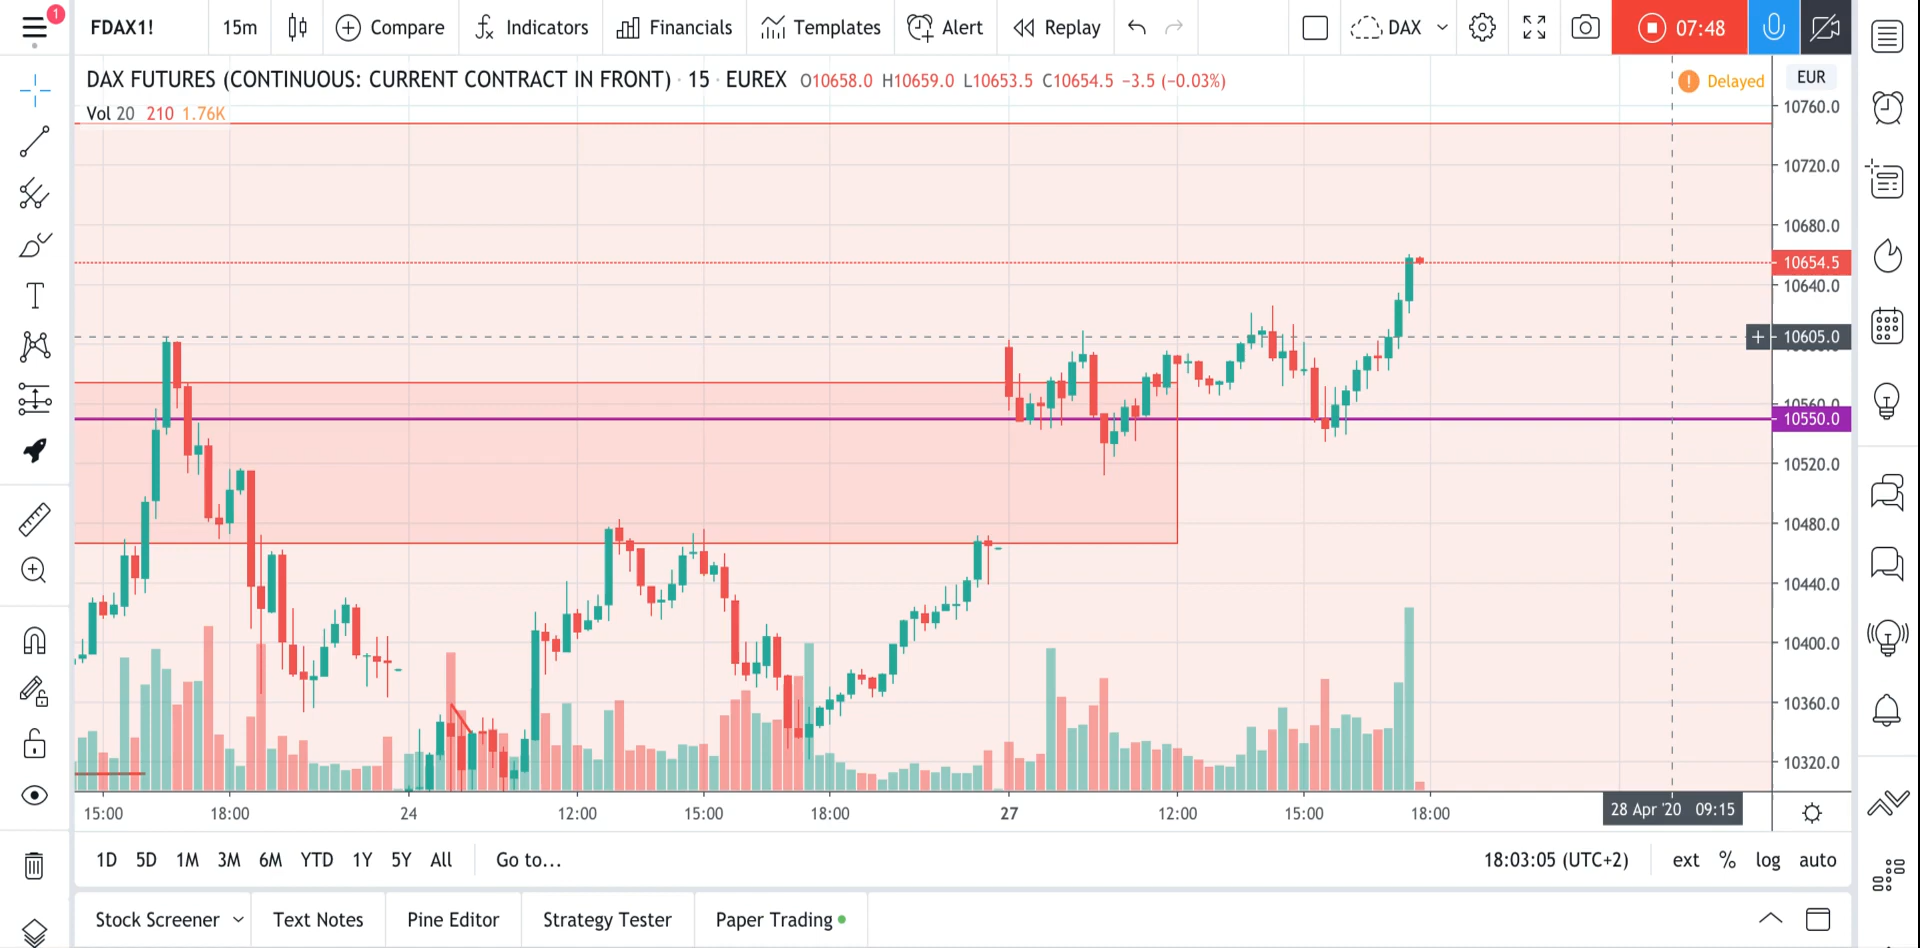 1
FDAX1! 15m Compare Indicators Financials Templates Alert Replay DAX 07:48
DAX FUTURES (CONTINUOUS: CURRENT CONTRACT IN FRONT) · 15 · EUREX O10658.0 H10659.0 L10653.5 C10654.5 −3.5 (−0.03%) ! Delayed EUR
Vol 20 210 1.76K
10760.0
10720.0
10680.0
10654.5
10640.0
10605.0
10560.0
10550.0
10520.0
10480.0
10440.0
10400.0
10360.0
10320.0
15:00 18:00 24 12:00 15:00 18:00 27 12:00 15:00 18:00 28 Apr '20 09:15
1D 5D 1M 3M 6M YTD 1Y 5Y All Go to... 18:03:05 (UTC+2) ext % log auto
Stock Screener Text Notes Pine Editor Strategy Tester Paper Trading